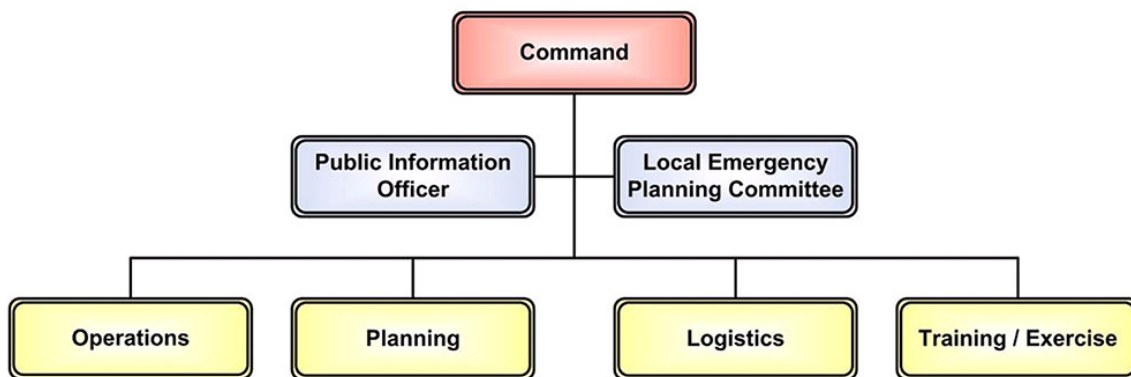 Command
Public Information
Officer
Local Emergency
Planning Committee
Operations
Planning
Logistics
Training / Exercise